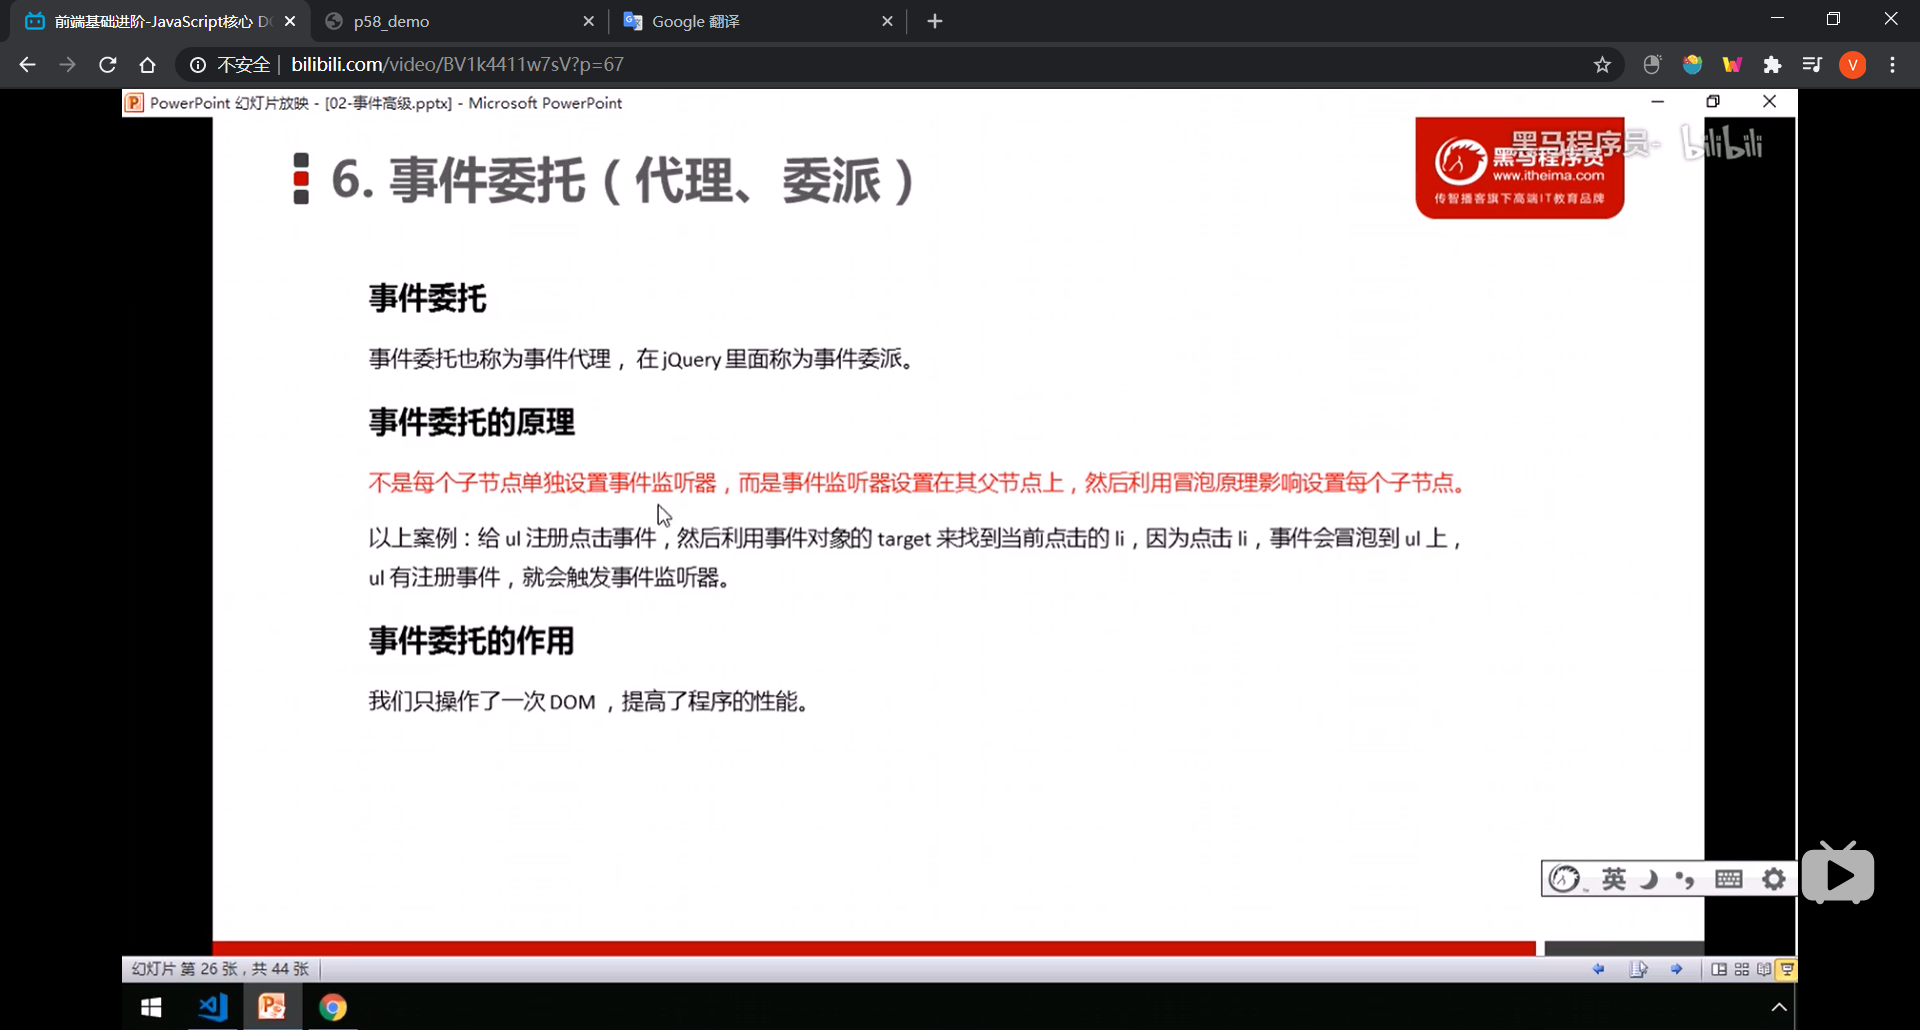 前端基础进阶-JavaScript核心 D
p58_demo
Google 翻译
不安全 | bilibili.com/video/BV1k4411w7sV?p=67
V
PowerPoint 幻灯片放映 - [02-事件高级.pptx] - Microsoft PowerPoint
6. 事件委托（代理、委派）
黑马程序员- bilibili
黑马程序员
www.itheima.com
传智播客旗下高端IT教育品牌
事件委托
事件委托也称为事件代理，在 jQuery 里面称为事件委派。
事件委托的原理
不是每个子节点单独设置事件监听器，而是事件监听器设置在其父节点上，然后利用冒泡原理影响设置每个子节点。
以上案例：给 ul 注册点击事件，然后利用事件对象的 target 来找到当前点击的 li，因为点击 li，事件会冒泡到 ul 上，
ul 有注册事件，就会触发事件监听器。
事件委托的作用
我们只操作了一次 DOM ，提高了程序的性能。
英
幻灯片 第 26 张，共 44 张